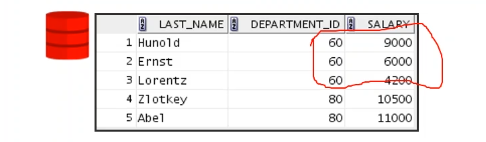 LAST_NAME DEPARTMENT_ID SALARY
1 Hunold 60 9000
2 Ernst 60 6000
3 Lorentz 60 4200
4 Zlotkey 80 10500
5 Abel 80 11000